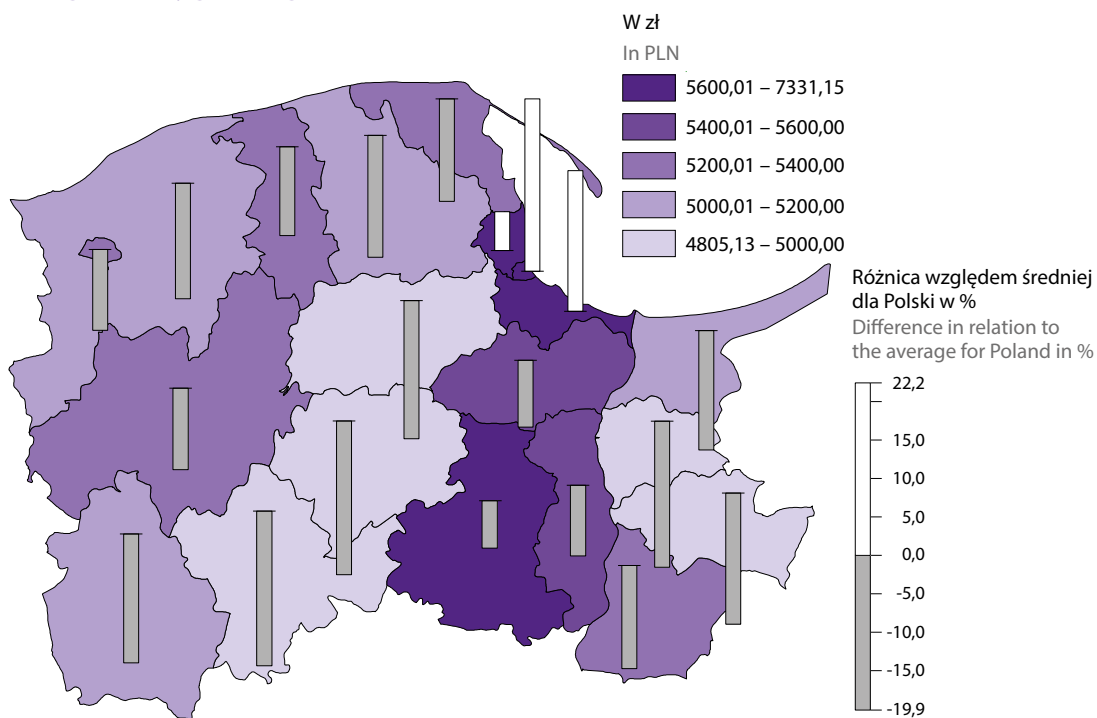 W zł
In PLN
5600,01 – 7331,15
5400,01 – 5600,00
5200,01 – 5400,00
5000,01 – 5200,00
4805,13 – 5000,00
Różnica względem średniej
dla Polski w %
Difference in relation to
the average for Poland in %
22,2
15,0
10,0
5,0
0,0
-5,0
-10,0
-15,0
-19,9